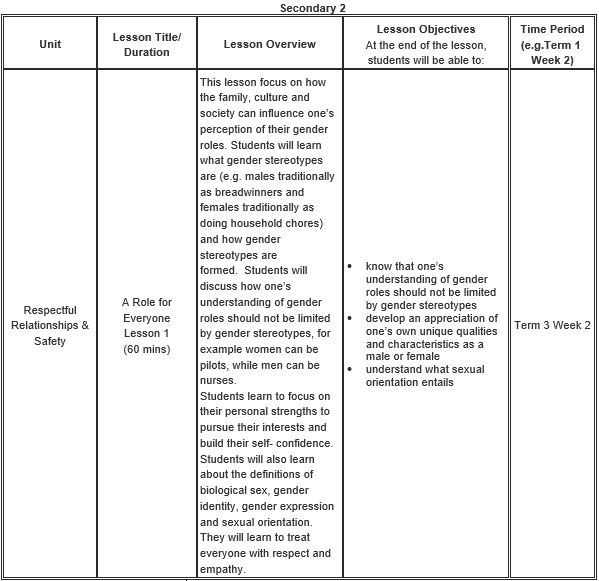 Secondary 2
Unit
Lesson Title/
Duration
Lesson Overview
Lesson Objectives
At the end of the lesson,
students will be able to:
Time Period
(e.g.Term 1
Week 2)
Respectful
Relationships &
Safety
A Role for
Everyone
Lesson 1
(60 mins)
This lesson focus on how
the family, culture and
society can influence one's
perception of their gender
roles. Students will learn
what gender stereotypes
are (e.g. males traditionally
as breadwinners and
females traditionally as
doing household chores)
and how gender
stereotypes are
formed. Students will
discuss how one's
understanding of gender
roles should not be limited
by gender stereotypes, for
example women can be
pilots, while men can be
nurses.
Students learn to focus on
their personal strengths to
pursue their interests and
build their self- confidence.
Students will also learn
about the definitions of
biological sex, gender
identity, gender expression
and sexual orientation.
They will learn to treat
everyone with respect and
empathy.
• know that one's
understanding of gender
roles should not be limited
by gender stereotypes
• develop an appreciation of
one's own unique qualities
and characteristics as a
male or female
• understand what sexual
orientation entails
Term 3 Week 2